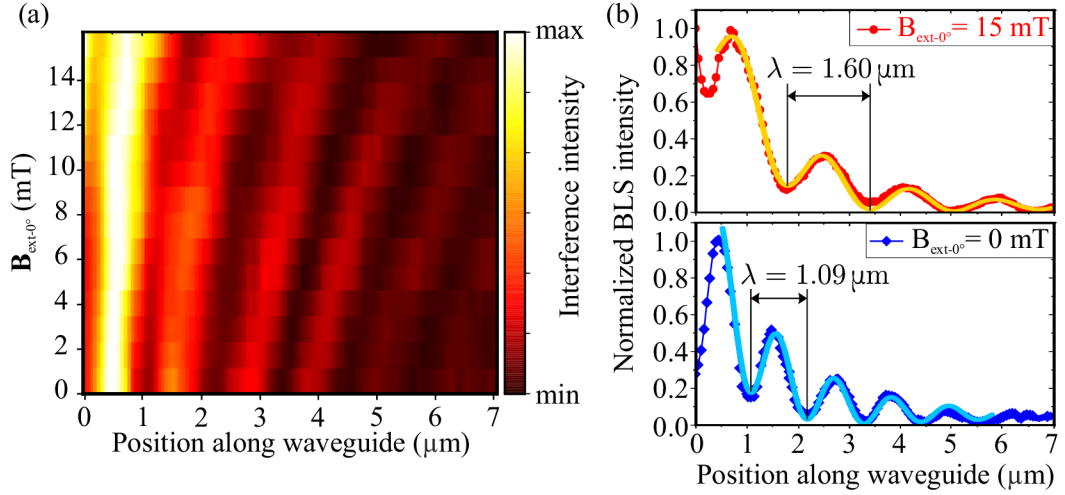 (a)
14
12
10
8
6
4
2
0
B ext-0° (mT)
0 1 2 3 4 5 6 7
Position along waveguide (µm)
max
Interference intensity
min
(b)
B ext-0° = 15 mT
λ = 1.60 µm
1.0
0.8
0.6
0.4
0.2
0.0
B ext-0° = 0 mT
λ = 1.09 µm
1.0
0.8
0.6
0.4
0.2
0.0
Normalized BLS intensity
0 1 2 3 4 5 6 7
Position along waveguide (µm)